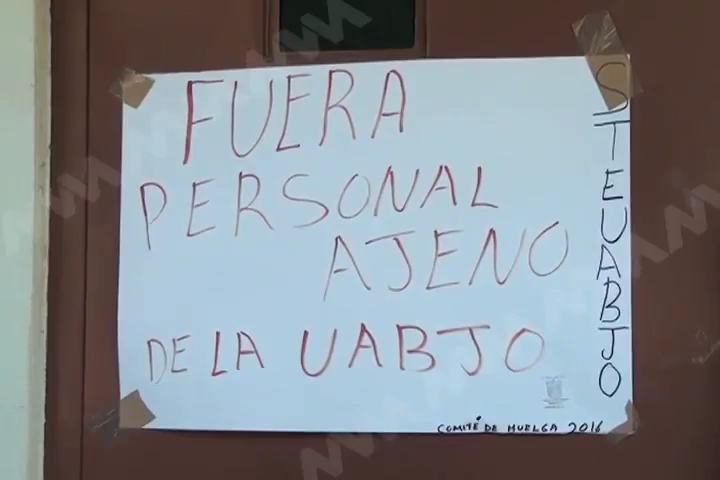 FUERA
PERSONAL
AJENO
DE LA UABJO
STEUABJO
COMITÉ DE HUELGA 2016